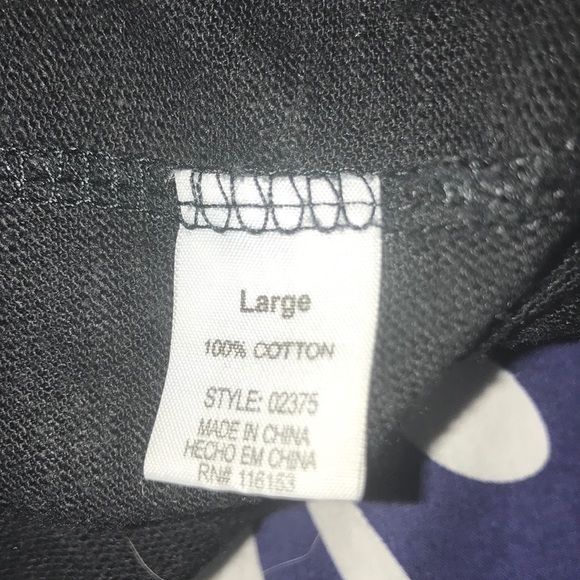 Large
100% COTTON
STYLE: 02375
MADE IN CHINA
HECHO EM CHINA
RN# 116153